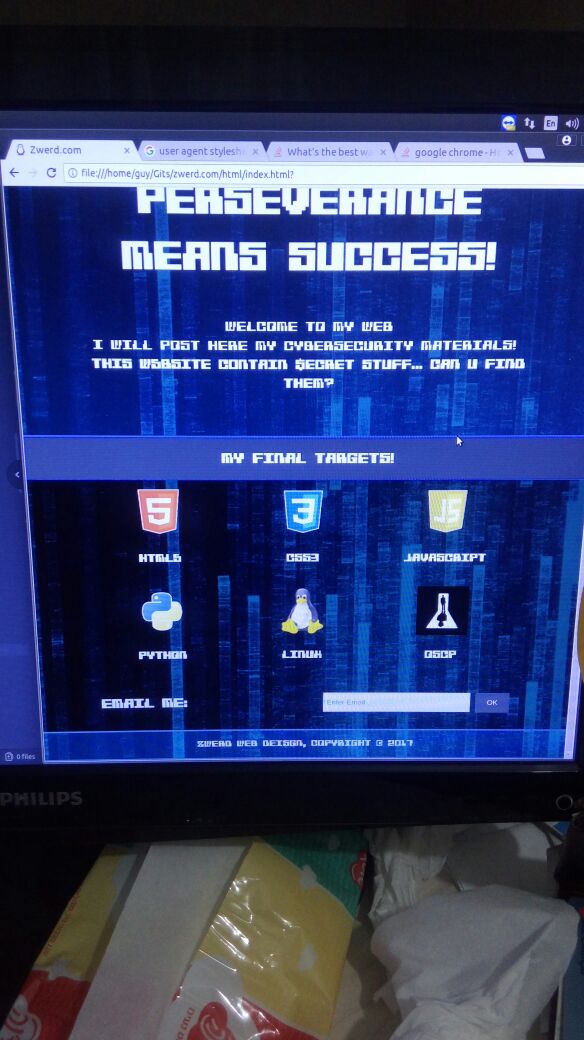 En
Zwerd.com
user agent stylesh
What's the best wa
google chrome - H
file:///home/guy/Gits/zwerd.com/html/index.html?
PERSEVERANCE
MEANS SUCCESS!
WELCOME TO MY WEB
I WILL POST HERE MY CYBERSECURITY MATERIALS!
THIS WSBSITE CONTAIN $ECRET STUFF... CAN U FIND
THEM?
MY FINAL TARGETS!
5 3 JS
HTML5 CSS3 JAVASCRIPT
PYTHON LINUX OSCP
EMAIL ME: Enter Email... OK
0 files
ZWERD WEB DEISGN, COPYRIGHT © 2017
PHILIPS